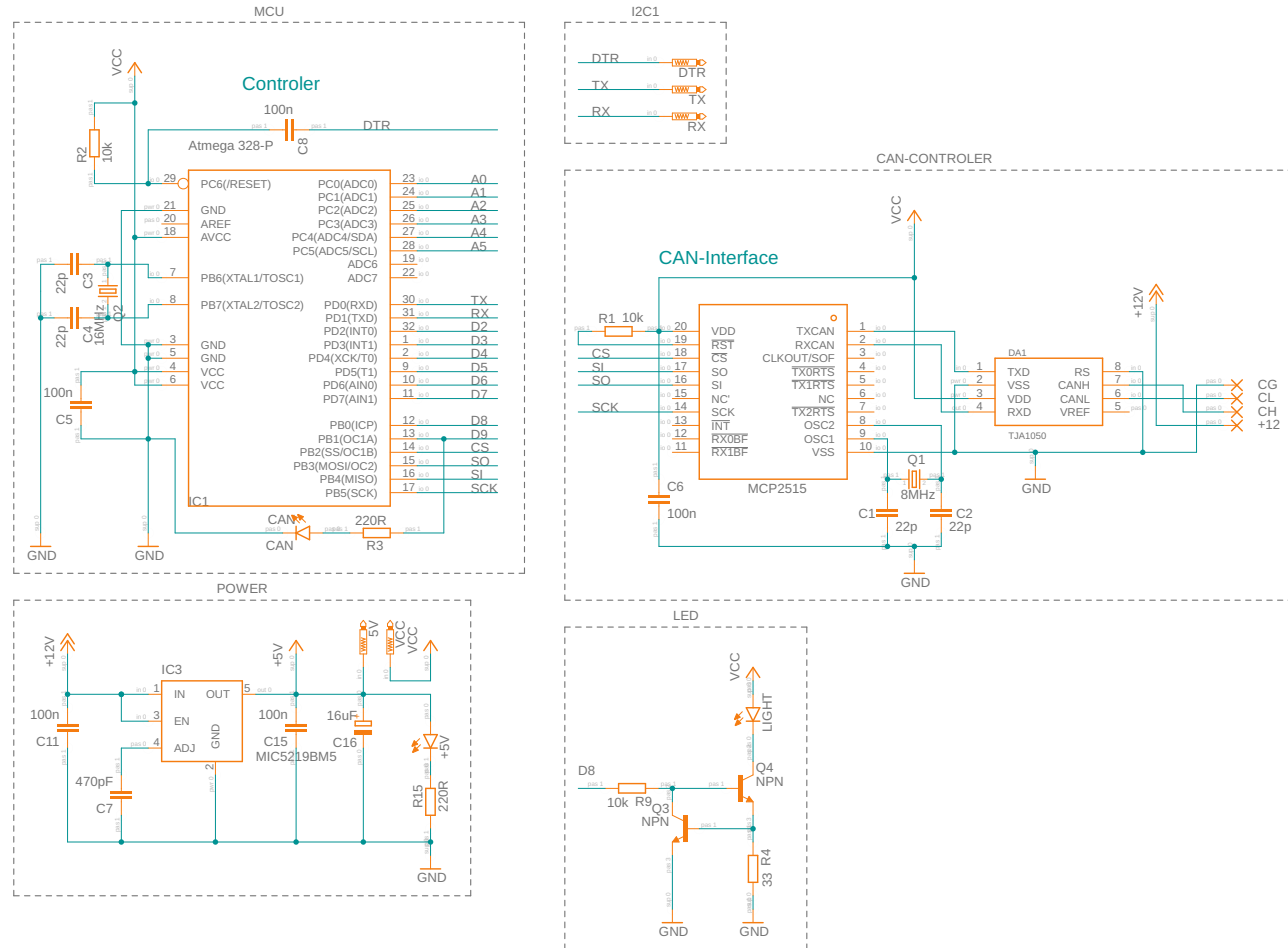 MCU
VCC
Controler
100n
C8
DTR
R2
10k
Atmega 328-P
29 PC6(/RESET)
21 GND
20 AREF
18 AVCC
7 PB6(XTAL1/TOSC1)
8 PB7(XTAL2/TOSC2)
3 GND
5 GND
4 VCC
6 VCC
PC0(ADC0) 23 A0
PC1(ADC1) 24 A1
PC2(ADC2) 25 A2
PC3(ADC3) 26 A3
PC4(ADC4/SDA) 27 A4
PC5(ADC5/SCL) 28 A5
ADC6 19
ADC7 22
PD0(RXD) 30 TX
PD1(TXD) 31 RX
PD2(INT0) 32 D2
PD3(INT1) 1 D3
PD4(XCK/T0) 2 D4
PD5(T1) 9 D5
PD6(AIN0) 10 D6
PD7(AIN1) 11 D7
PB0(ICP) 12 D8
PB1(OC1A) 13 D9
PB2(SS/OC1B) 14 CS
PB3(MOSI/OC2) 15 SO
PB4(MISO) 16 SI
PB5(SCK) 17 SCK
IC1
22p
C3
22p
C4
16MHz
Q2
100n
C5
CAN
CAN
220R
R3
GND
GND
I2C1
DTR
DTR
TX
TX
RX
RX
CAN-CONTROLER
VCC
CAN-Interface
+12V
R1 10k
CS
SI
SO
SCK
20 VDD
19 RST
18 CS
17 SO
16 SI
15 NC'
14 SCK
13 INT
12 RX0BF
11 RX1BF
TXCAN 1
RXCAN 2
CLKOUT/SOF 3
TX0RTS 4
TX1RTS 5
NC 6
TX2RTS 7
OSC2 8
OSC1 9
VSS 10
MCP2515
DA1
1 TXD RS 8
2 VSS CANH 7
3 VDD CANL 6
4 RXD VREF 5
TJA1050
CG
CL
CH
+12
Q1
8MHz
GND
C6
100n
C1
22p
C2
22p
GND
POWER
+12V
IC3
+5V
5V
VCC
VCC
1 IN OUT 5
3 EN
4 ADJ
GND
2
100n
C11
470pF
C7
100n
C15
MIC5219BM5
16uF
C16
+5V
R15
220R
GND
LED
VCC
LIGHT
D8
10k R9
Q4
NPN
Q3
NPN
R4
33
GND
GND